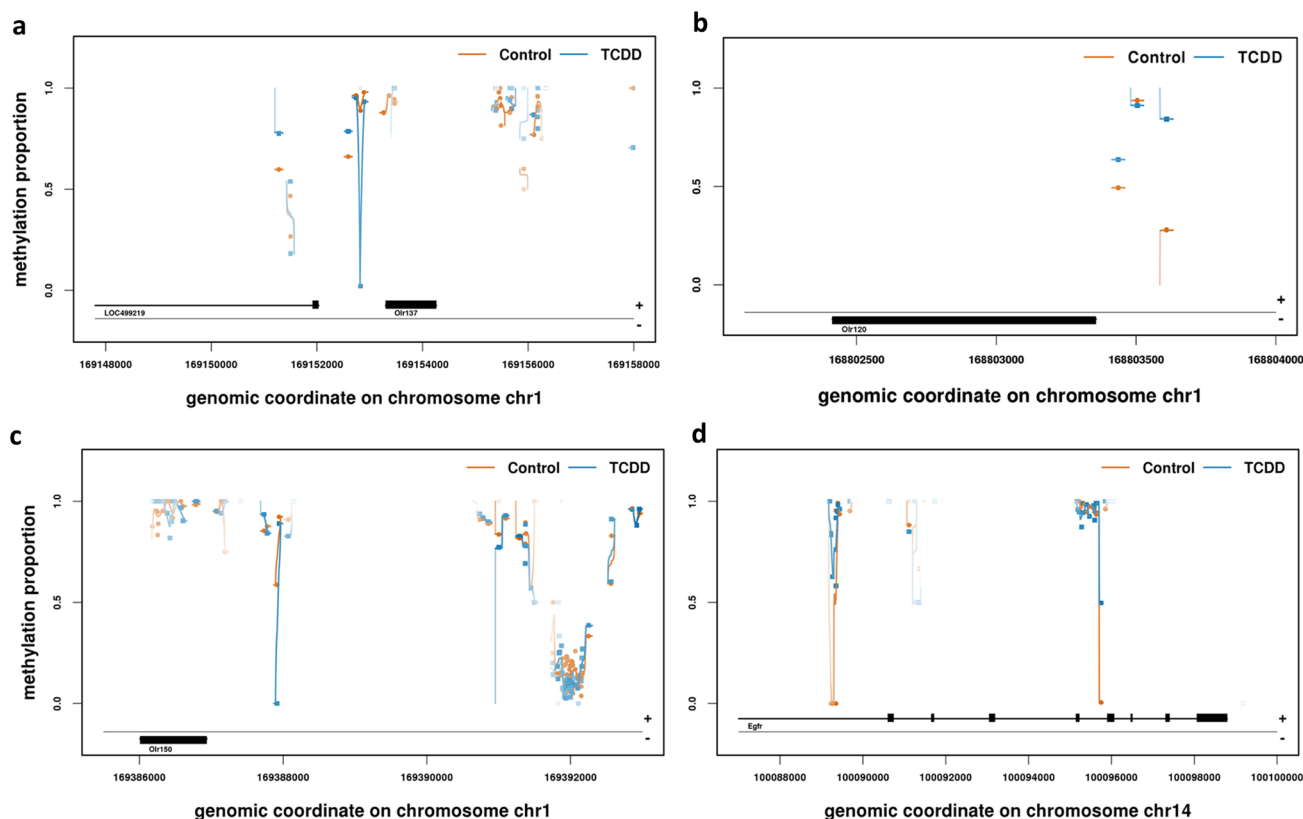 a
Control TCDD
methylation proportion
1.0
0.5
0.0
LOC499219
Olr137
+
-
169148000 169150000 169152000 169154000 169156000 169158000
genomic coordinate on chromosome chr1
b
Control TCDD
1.0
0.5
0.0
+
-
Olr120
168802500 168803000 168803500 168804000
genomic coordinate on chromosome chr1
c
Control TCDD
methylation proportion
1.0
0.5
0.0
+
-
Olr150
169386000 169388000 169390000 169392000
genomic coordinate on chromosome chr1
d
Control TCDD
1.0
0.5
0.0
Egfr
+
-
100088000 100090000 100092000 100094000 100096000 100098000 100100000
genomic coordinate on chromosome chr14